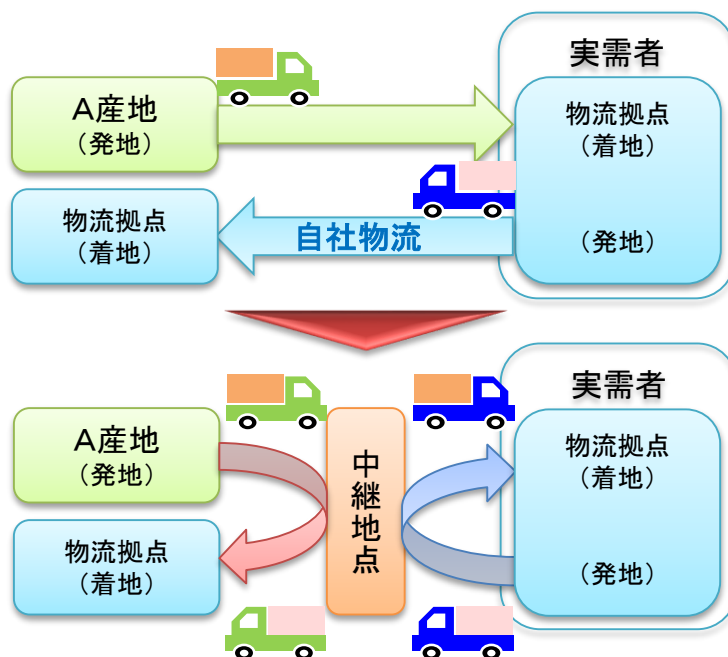 実需者
A産地
（発地）
物流拠点
（着地）
物流拠点
（着地）
自社物流
（発地）
実需者
A産地
（発地）
中継地点
物流拠点
（着地）
物流拠点
（着地）
（発地）